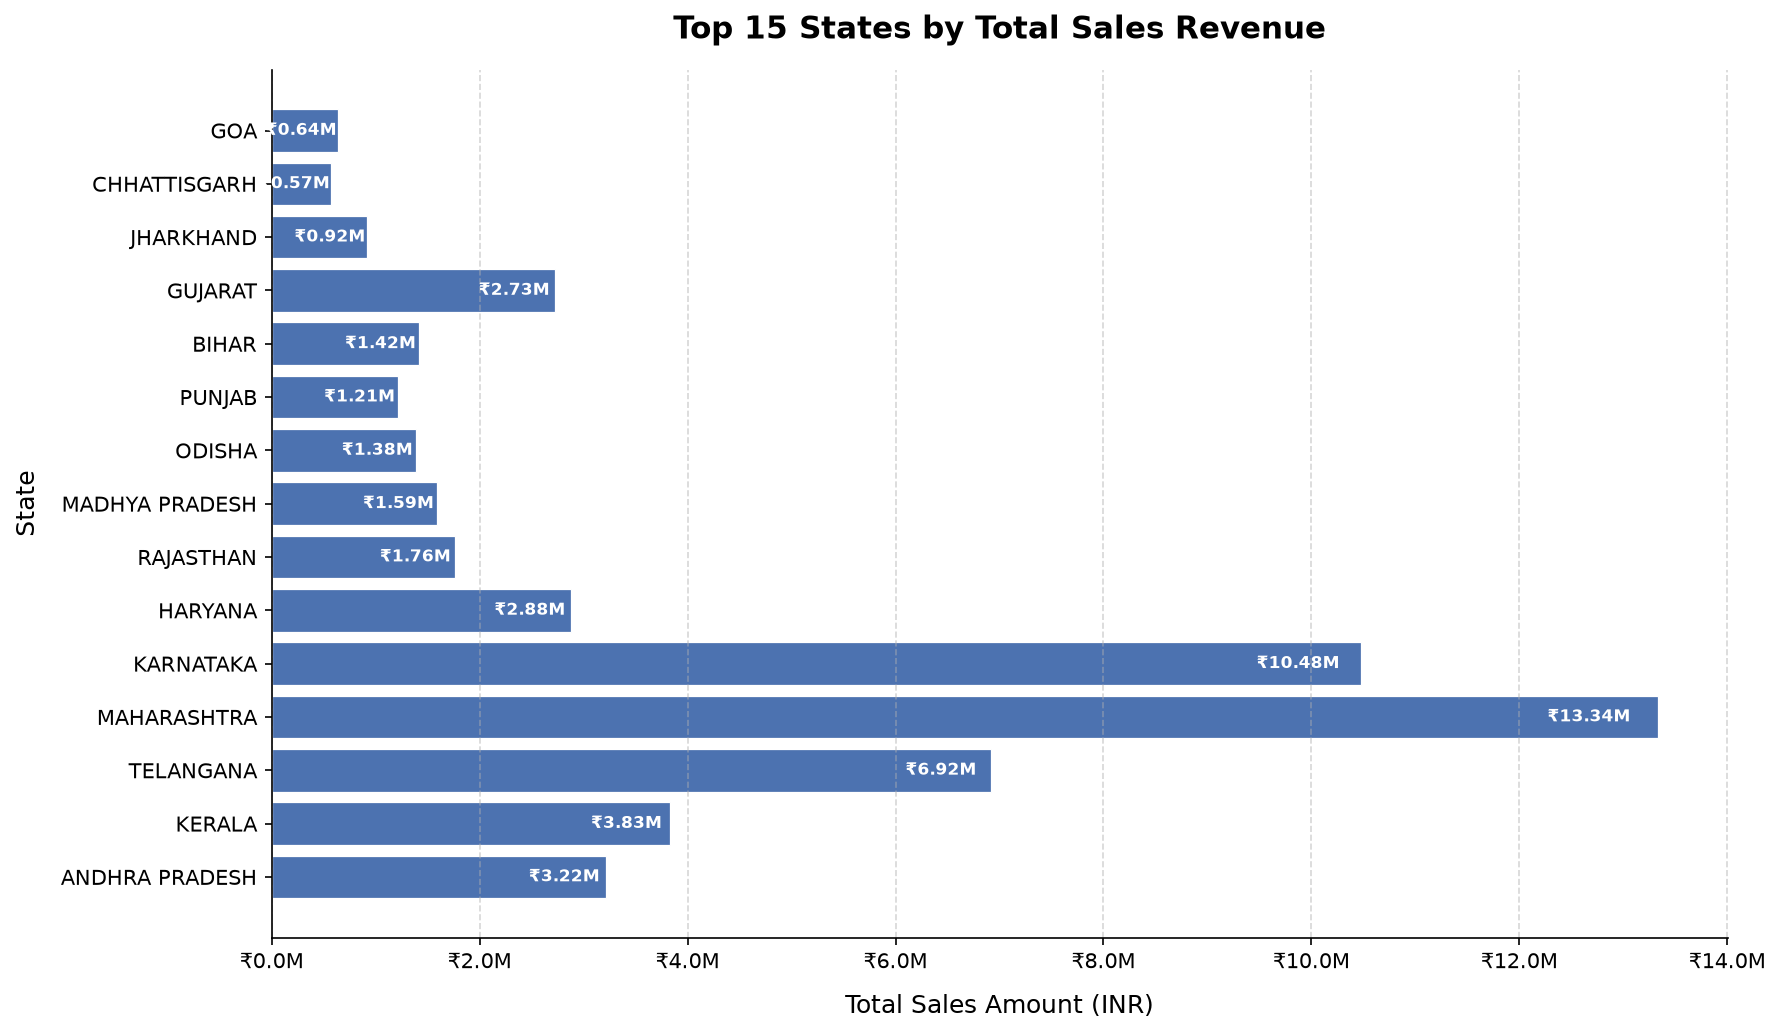 Top 15 States by Total Sales Revenue
State
GOA ₹0.64M
CHHATTISGARH 0.57M
JHARKHAND ₹0.92M
GUJARAT ₹2.73M
BIHAR ₹1.42M
PUNJAB ₹1.21M
ODISHA ₹1.38M
MADHYA PRADESH ₹1.59M
RAJASTHAN ₹1.76M
HARYANA ₹2.88M
KARNATAKA ₹10.48M
MAHARASHTRA ₹13.34M
TELANGANA ₹6.92M
KERALA ₹3.83M
ANDHRA PRADESH ₹3.22M
₹0.0M ₹2.0M ₹4.0M ₹6.0M ₹8.0M ₹10.0M ₹12.0M ₹14.0M
Total Sales Amount (INR)